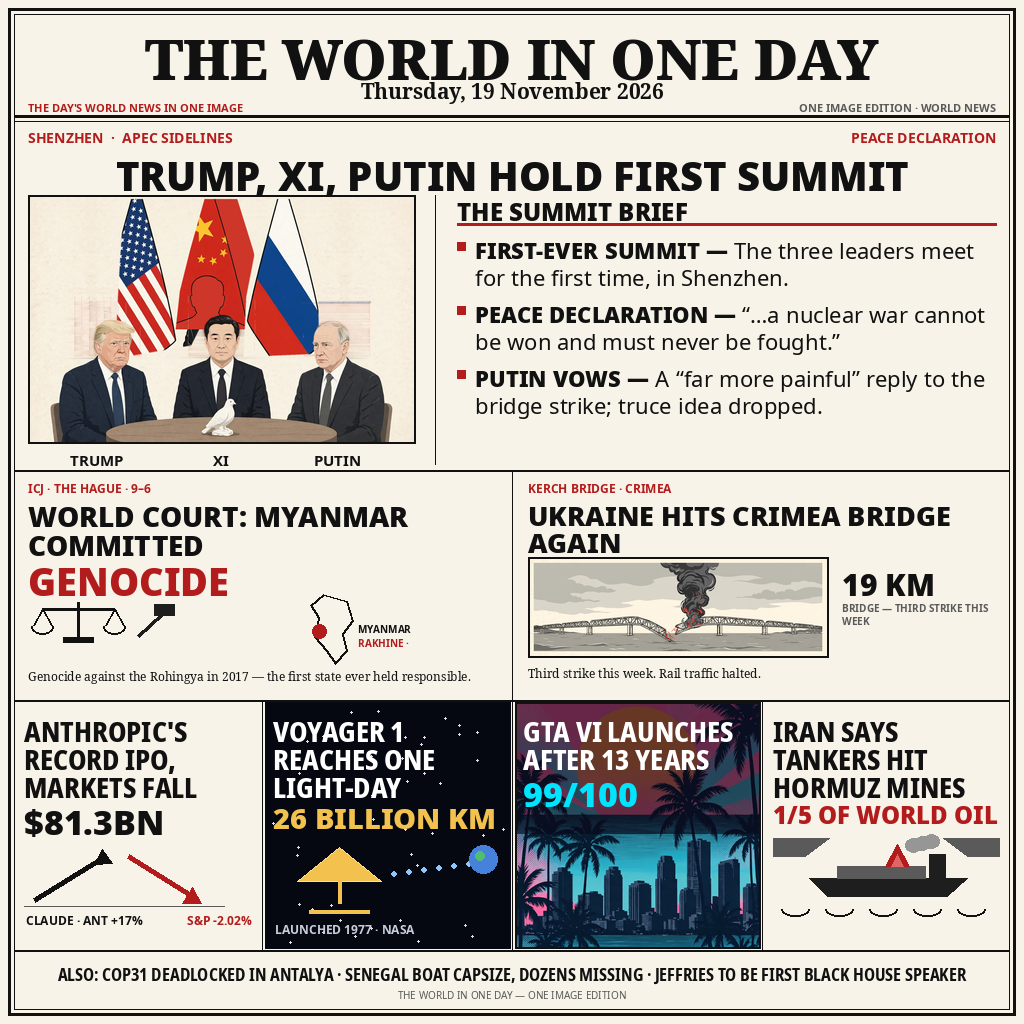 THE WORLD IN ONE DAY
Thursday, 19 November 2026
THE DAY'S WORLD NEWS IN ONE IMAGE
ONE IMAGE EDITION · WORLD NEWS
SHENZHEN · APEC SIDELINES
PEACE DECLARATION
TRUMP, XI, PUTIN HOLD FIRST SUMMIT
TRUMP
XI
PUTIN
THE SUMMIT BRIEF
FIRST-EVER SUMMIT — The three leaders meet
for the first time, in Shenzhen.
PEACE DECLARATION — “…a nuclear war cannot
be won and must never be fought.”
PUTIN VOWS — A “far more painful” reply to the
bridge strike; truce idea dropped.
ICJ · THE HAGUE · 9–6
WORLD COURT: MYANMAR
COMMITTED
GENOCIDE
MYANMAR
RAKHINE ·
Genocide against the Rohingya in 2017 — the first state ever held responsible.
KERCH BRIDGE · CRIMEA
UKRAINE HITS CRIMEA BRIDGE
AGAIN
19 KM
BRIDGE — THIRD STRIKE THIS
WEEK
Third strike this week. Rail traffic halted.
ANTHROPIC'S
RECORD IPO,
MARKETS FALL
$81.3BN
CLAUDE · ANT +17%
S&P -2.02%
VOYAGER 1
REACHES ONE
LIGHT-DAY
26 BILLION KM
LAUNCHED 1977 · NASA
GTA VI LAUNCHES
AFTER 13 YEARS
99/100
IRAN SAYS
TANKERS HIT
HORMUZ MINES
1/5 OF WORLD OIL
ALSO: COP31 DEADLOCKED IN ANTALYA · SENEGAL BOAT CAPSIZE, DOZENS MISSING · JEFFRIES TO BE FIRST BLACK HOUSE SPEAKER
THE WORLD IN ONE DAY — ONE IMAGE EDITION